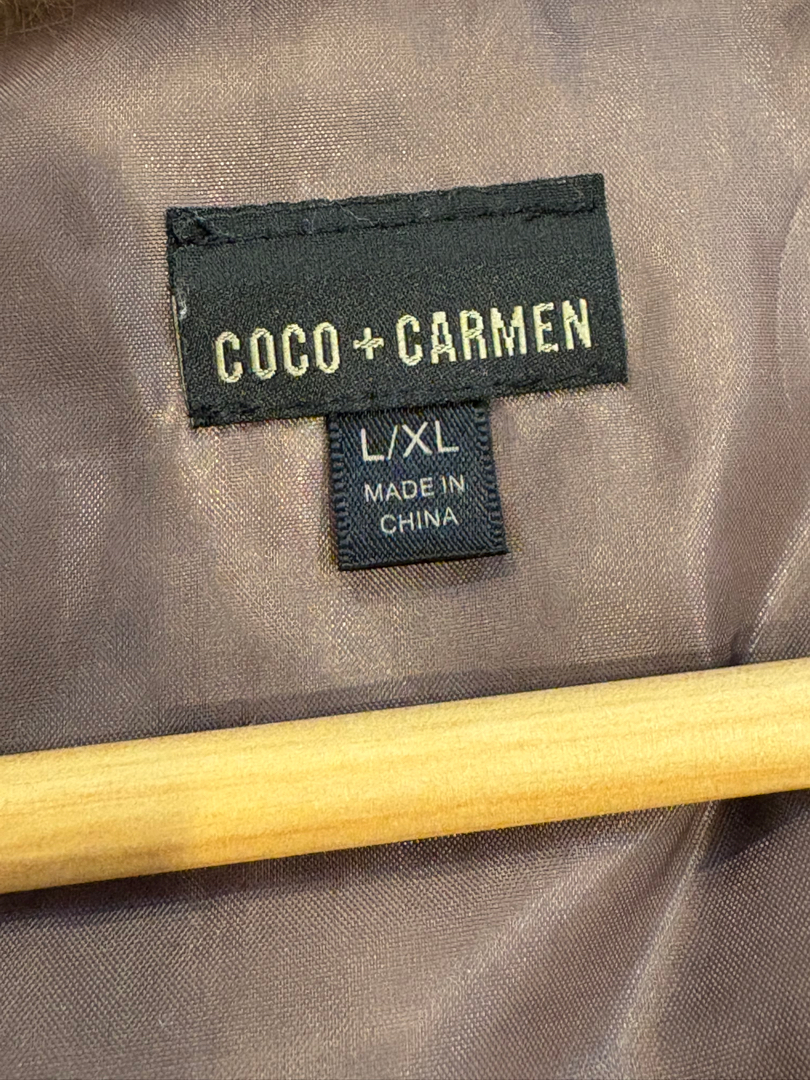 COCO + CARMEN
L/XL
MADE IN
CHINA